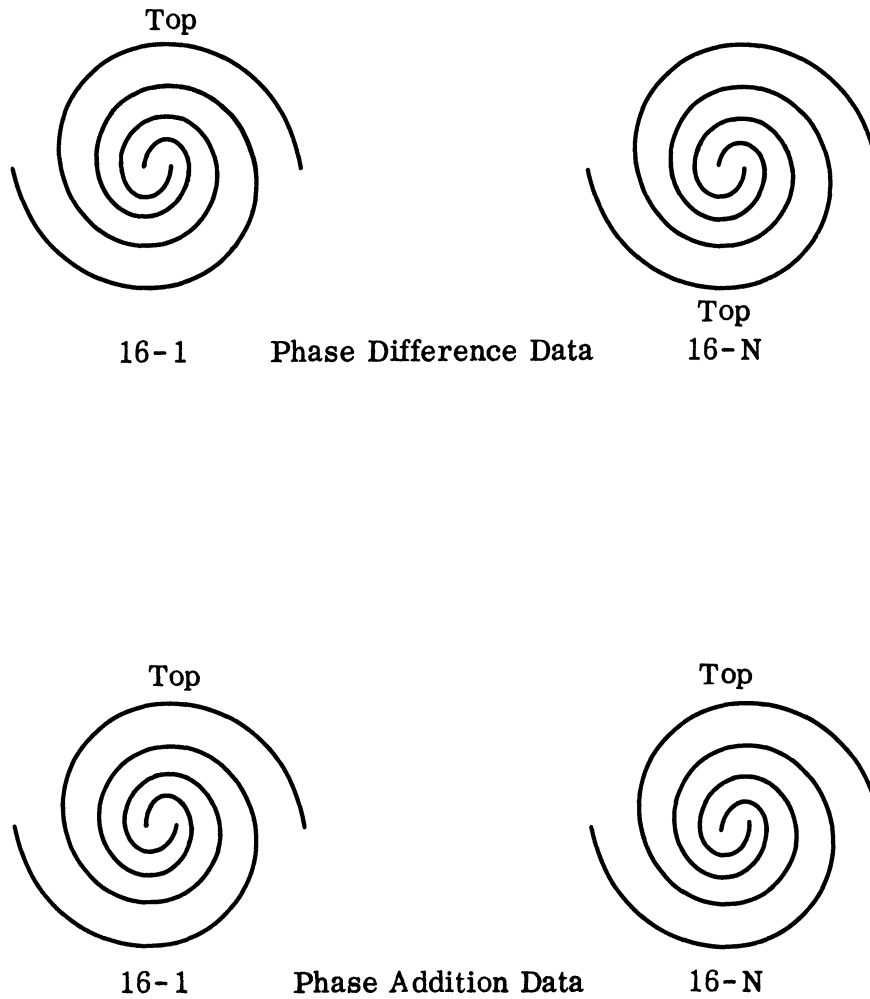 Top
Top
16-1 Phase Difference Data 16-N
Top Top
16-1 Phase Addition Data 16-N